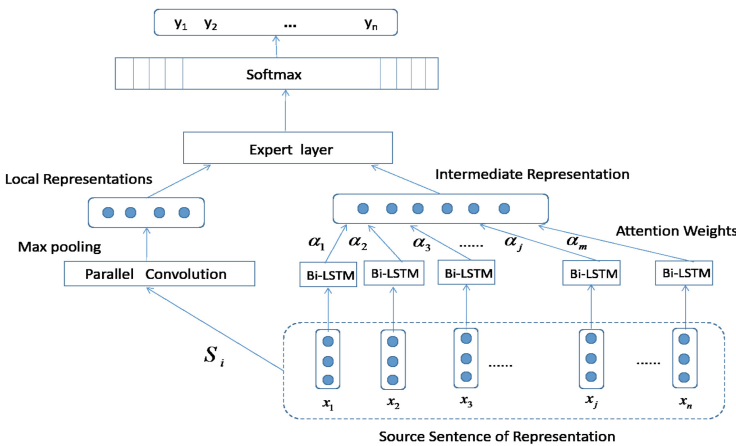 y1 y2 ... yn
Softmax
Expert layer
Local Representations
Intermediate Representation
Max pooling
α1 α2 α3 ...... αj αm
Attention Weights
Parallel Convolution
Bi-LSTM Bi-LSTM Bi-LSTM Bi-LSTM Bi-LSTM
Si
...... ......
x1 x2 x3 xj xn
Source Sentence of Representation